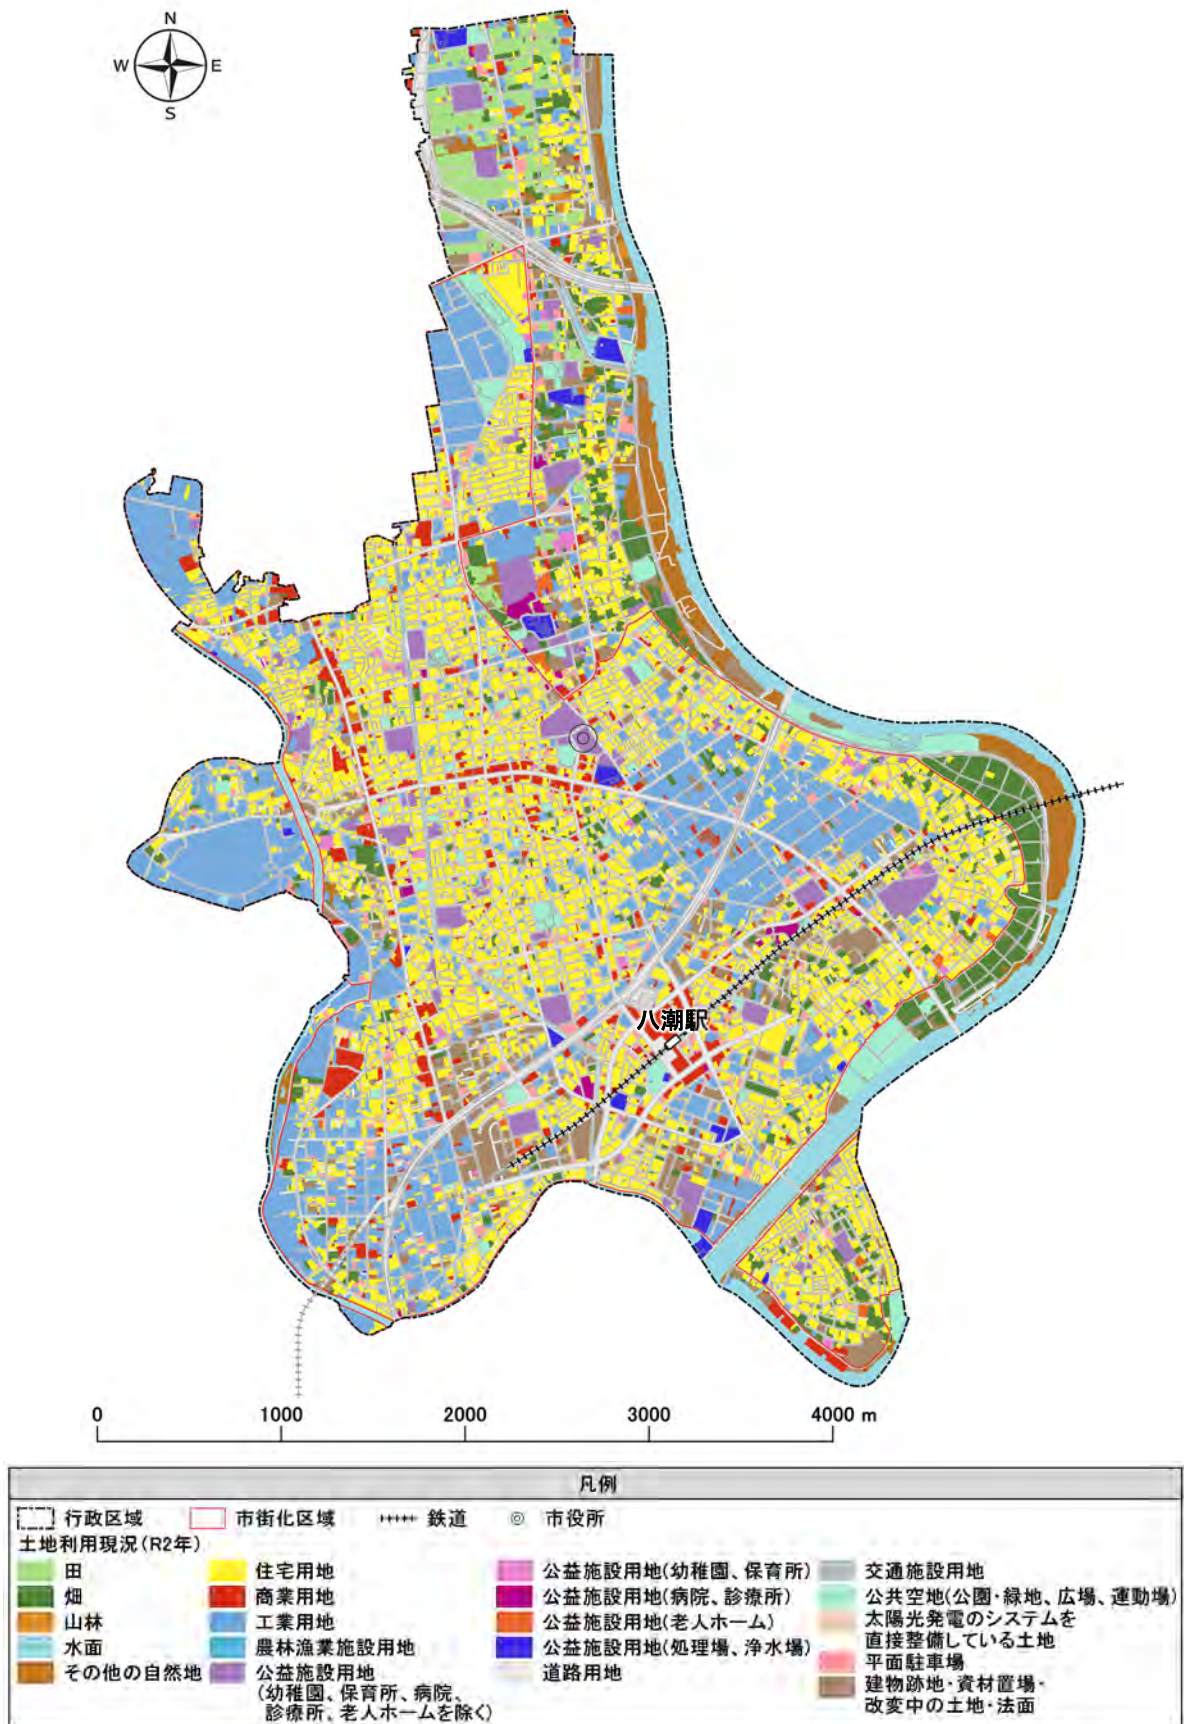 N
W E
S
八潮駅
0 1000 2000 3000 4000 m
凡例
行政区域 市街化区域 鉄道 市役所
土地利用現況(R2年)
田
畑
山林
水面
その他の自然地
住宅用地
商業用地
工業用地
農林漁業施設用地
公益施設用地
(幼稚園、保育所、病院、
診療所、老人ホームを除く)
公益施設用地(幼稚園、保育所)
公益施設用地(病院、診療所)
公益施設用地(老人ホーム)
公益施設用地(処理場、浄水場)
道路用地
交通施設用地
公共空地(公園・緑地、広場、運動場)
太陽光発電のシステムを
直接整備している土地
平面駐車場
建物跡地・資材置場・
改変中の土地・法面